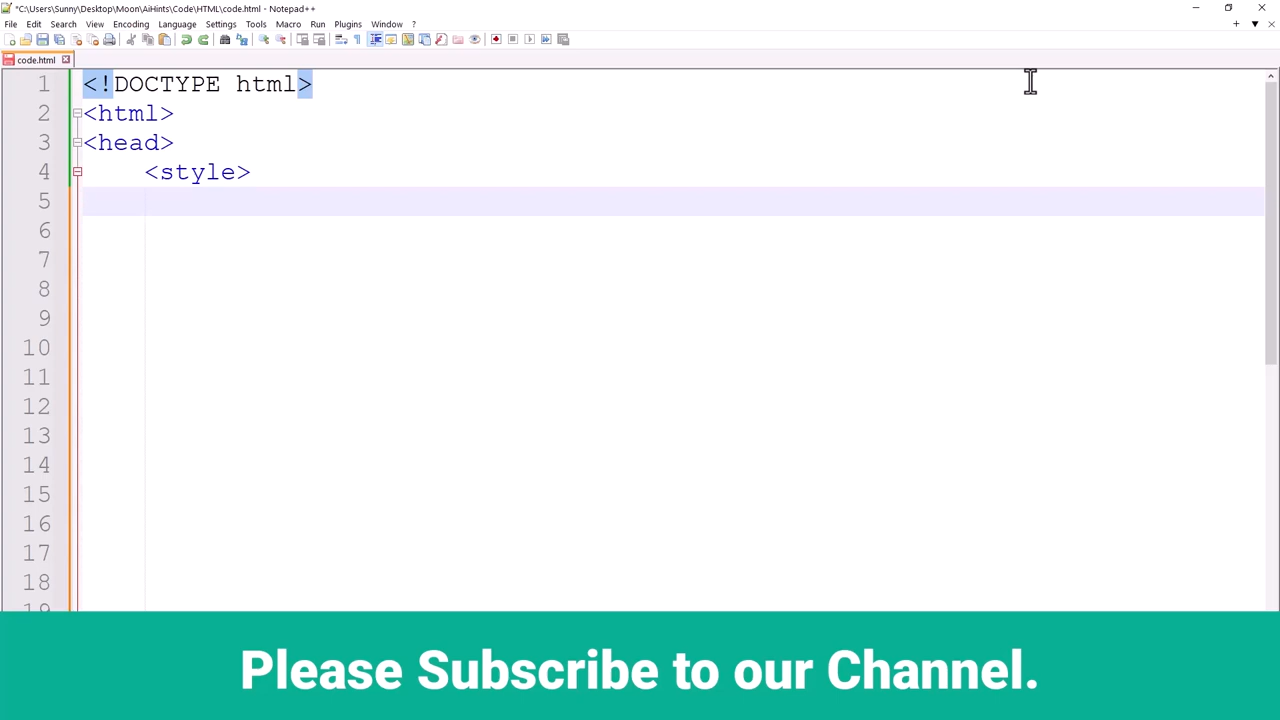 *C:\Users\Sunny\Desktop\Moon\AiHints\Code\HTML\code.html - Notepad++
File Edit Search View Encoding Language Settings Tools Macro Run Plugins Window ?
code.html
1 <!DOCTYPE html>
2 <html>
3 <head>
4 <style>
5
6
7
8
9
10
11
12
13
14
15
16
17
18
19
Please Subscribe to our Channel.